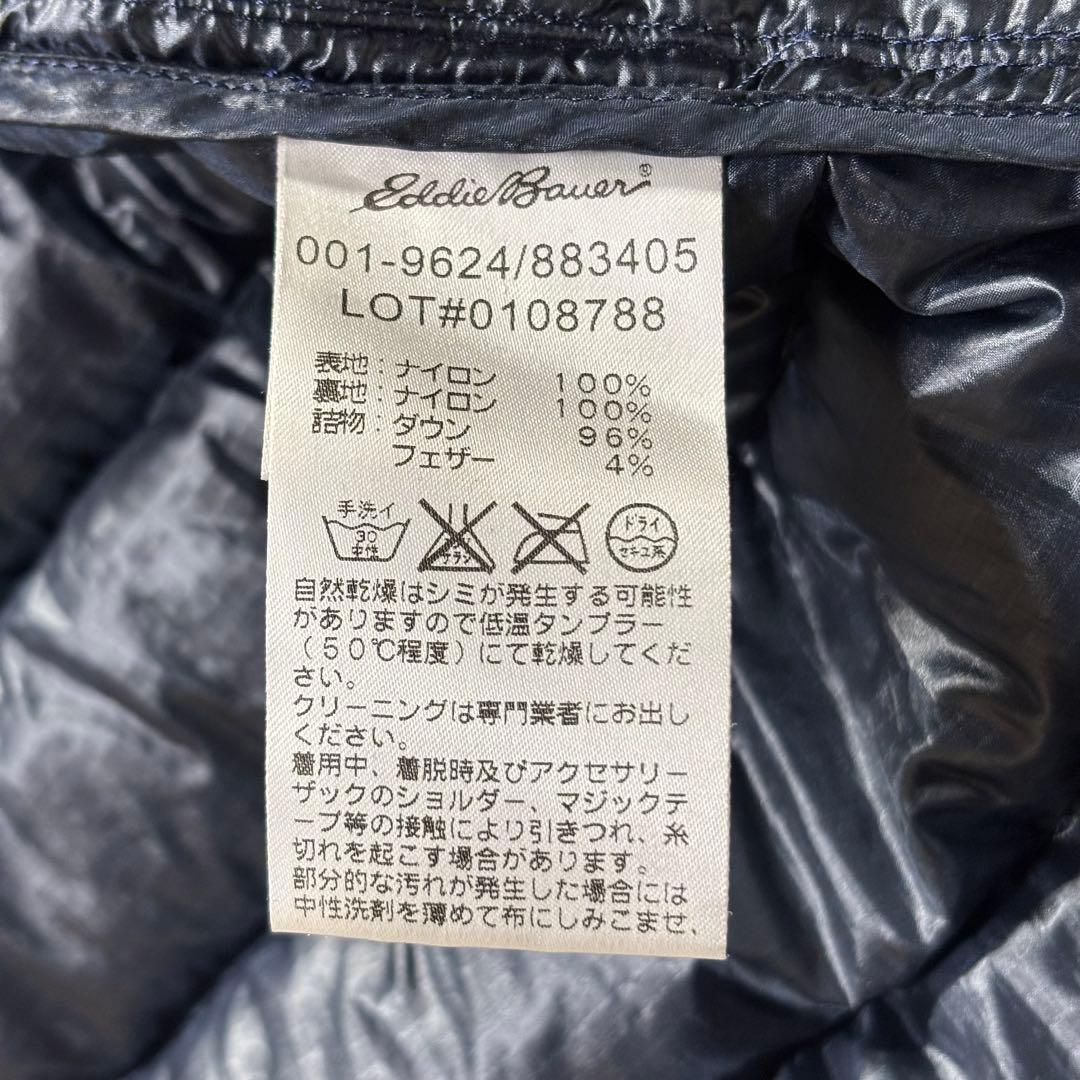 Eddie Bauer®
001-9624/883405
LOT#0108788
表地：ナイロン 100%
裏地：ナイロン 100%
詰物：ダウン 96%
フェザー 4%
手洗イ
30
中性
サラシ
ドライ
セキユ系
自然乾燥はシミが発生する可能性
がありますので低温タンブラー
（50℃程度）にて乾燥してくだ
さい。
クリーニングは専門業者にお出し
ください。
着用中、着脱時及びアクセサリー
ザックのショルダー、マジックテ
ープ等の接触により引きつれ、糸
切れを起こす場合があります。
部分的な汚れが発生した場合には
中性洗剤を薄めて布にしみこませ、